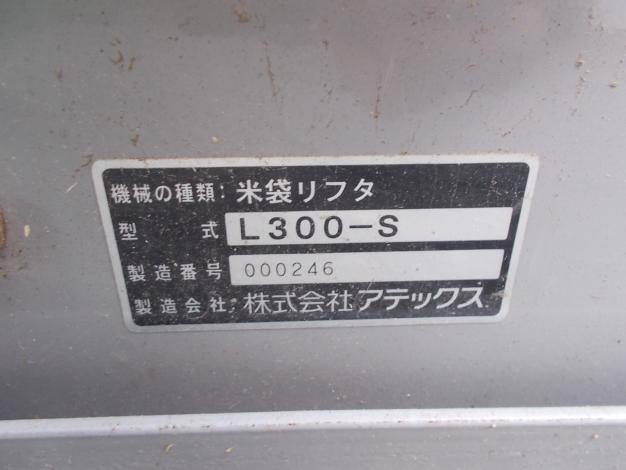 機械の種類：米袋リフタ
型式 L300-S
製造番号 000246
製造会社：株式会社アテックス